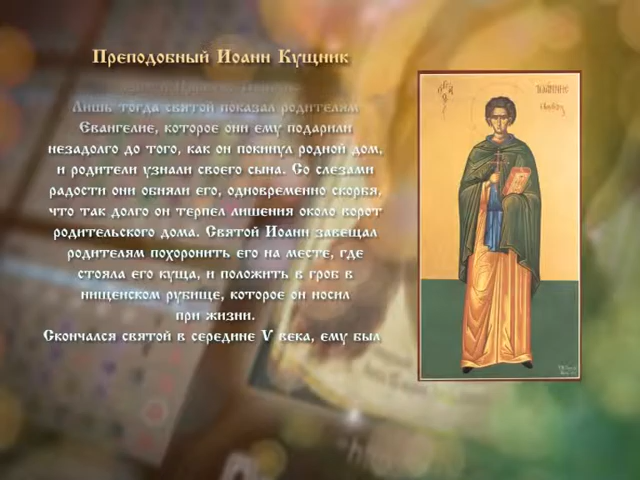 Преподобный Иоанн Кущник
Лишь тогда святой показал родителям
Евангелие, которое они ему подарили
незадолго до того, как он покинул родной дом,
и родители узнали своего сына. Со слезами
радости они обняли его, одновременно скорбя,
что так долго он терпел лишения около ворот
родительского дома. Святой Иоанн завещал
родителям похоронить его на месте, где
стояла его куща, и положить в гроб в
нищенском рубище, которое он носил
при жизни.
Скончался святой в середине V века, ему был